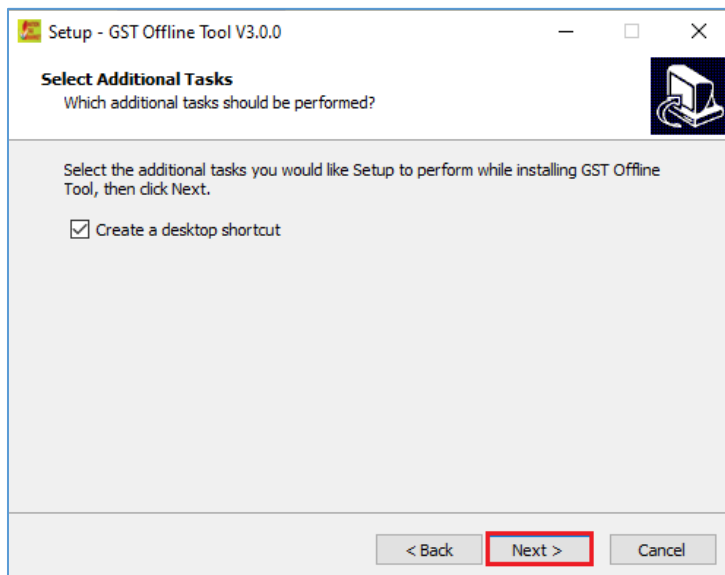 Setup - GST Offline Tool V3.0.0
Select Additional Tasks
Which additional tasks should be performed?
Select the additional tasks you would like Setup to perform while installing GST Offline
Tool, then click Next.
Create a desktop shortcut
< Back
Next >
Cancel